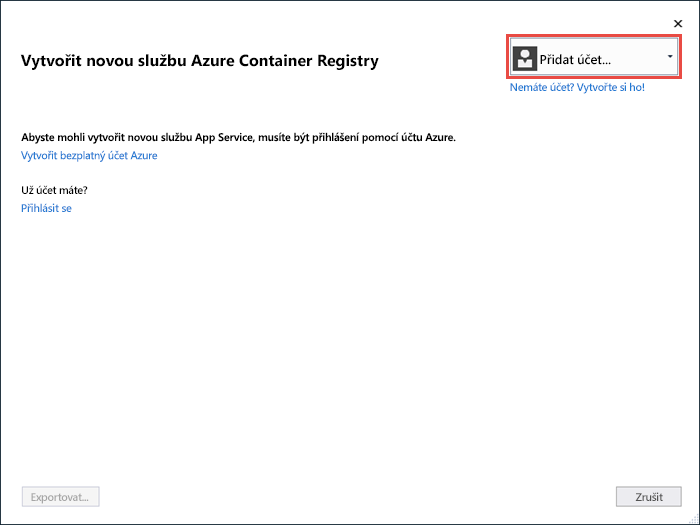 Vytvořit novou službu Azure Container Registry
Přidat účet...
Nemáte účet? Vytvořte si ho!
Abyste mohli vytvořit novou službu App Service, musíte být přihlášení pomocí účtu Azure.
Vytvořit bezplatný účet Azure
Už účet máte?
Přihlásit se
Exportovat...
Zrušit